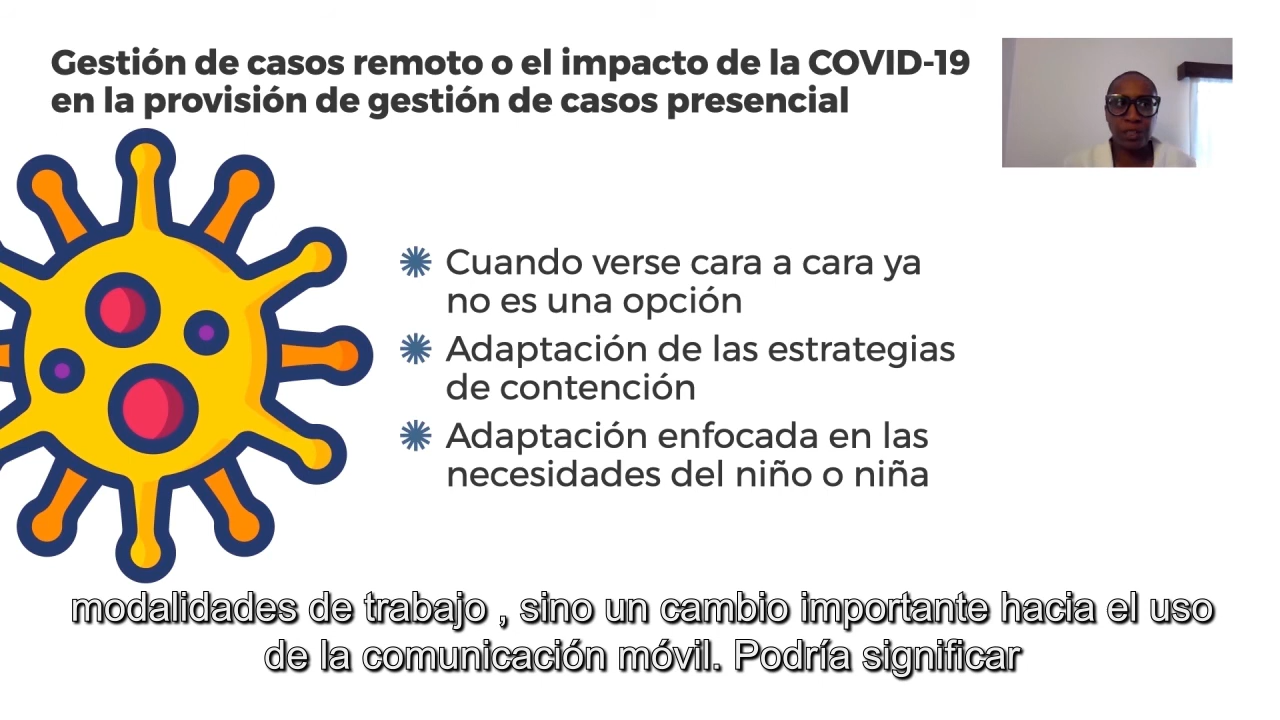 Gestión de casos remoto o el impacto de la COVID-19
en la provisión de gestión de casos presencial
Cuando verse cara a cara ya
no es una opción
Adaptación de las estrategias
de contención
Adaptación enfocada en las
necesidades del niño o niña
modalidades de trabajo , sino un cambio importante hacia el uso
de la comunicación móvil. Podría significar